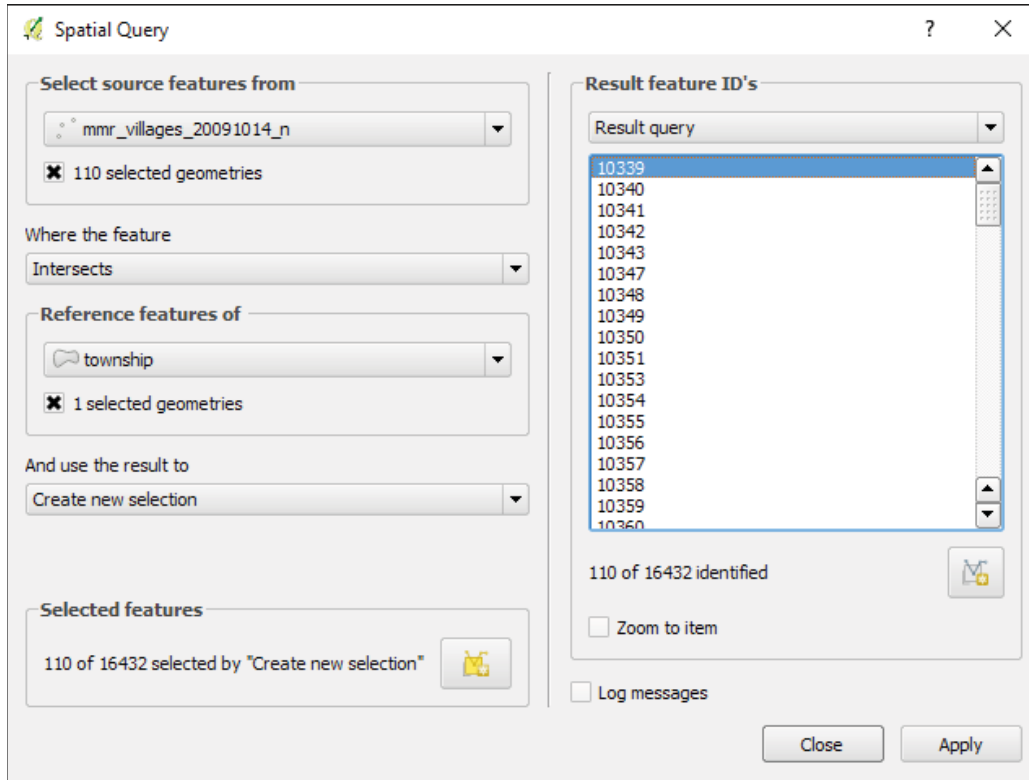 Spatial Query
?
Select source features from
mmr_villages_20091014_n
110 selected geometries
Where the feature
Intersects
Reference features of
township
1 selected geometries
And use the result to
Create new selection
Selected features
110 of 16432 selected by "Create new selection"
Result feature ID's
Result query
10339
10340
10341
10342
10343
10347
10348
10349
10350
10351
10353
10354
10355
10356
10357
10358
10359
10360
110 of 16432 identified
Zoom to item
Log messages
Close
Apply